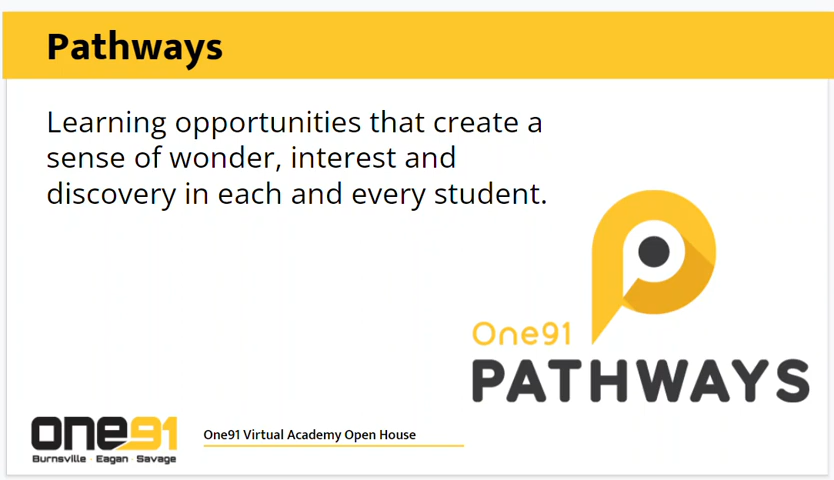 Pathways
Learning opportunities that create a
sense of wonder, interest and
discovery in each and every student.
One91
PATHWAYS
one91
Burnsville Eagan Savage
One91 Virtual Academy Open House